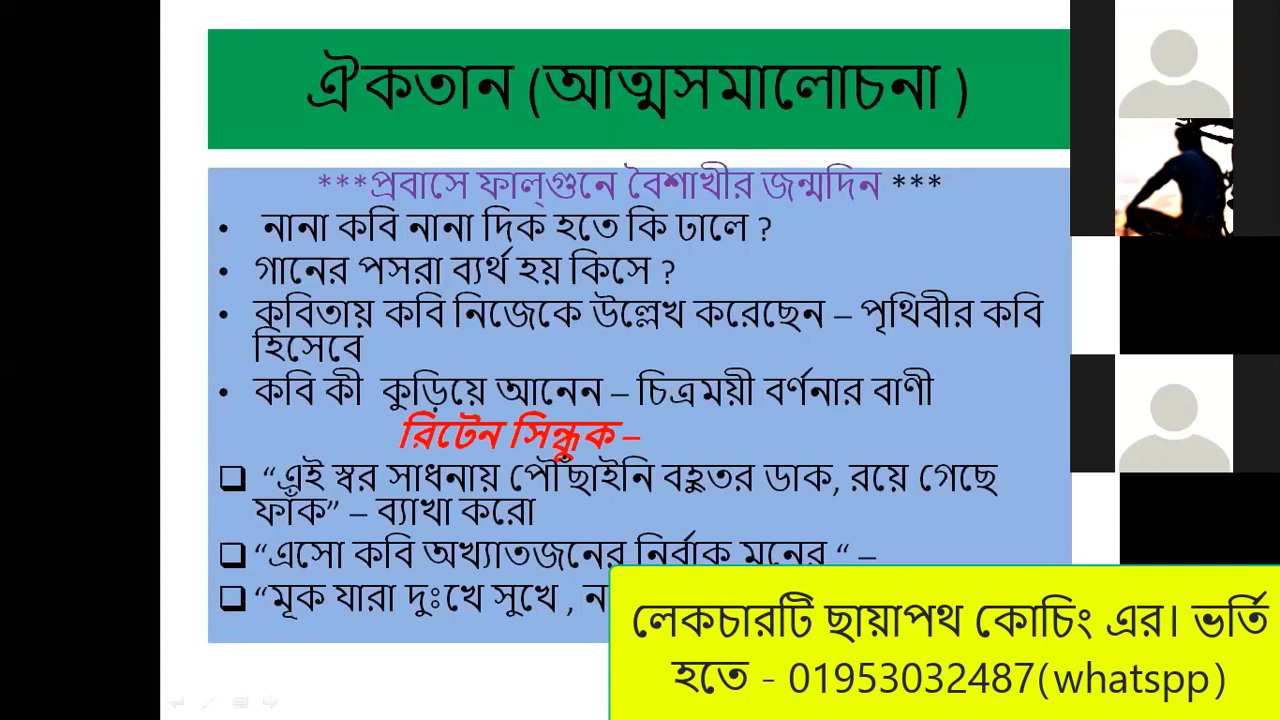 ঐকতান (আত্মসমালোচনা )
***প্রবাসে ফাল্‌গুনে বৈশাখীর জন্মদিন ***
• নানা কবি নানা দিক হতে কি ঢালে ?
• গানের পসরা ব্যর্থ হয় কিসে ?
• কবিতায় কবি নিজেকে উল্লেখ করেছেন – পৃথিবীর কবি
হিসেবে
• কবি কী কুড়িয়ে আনেন – চিত্রময়ী বর্ণনার বাণী
রিটেন সিন্ধুক –
❑ “এই স্বর সাধনায় পৌঁছাইনি বহুতর ডাক, রয়ে গেছে
ফাঁক” – ব্যাখা করো
❑ “এসো কবি অখ্যাতজনের নির্বাক মনের “ –
❑ “মূক যারা দুঃখে সুখে , ন
লেকচারটি ছায়াপথ কোচিং এর। ভর্তি
হতে - 01953032487(whatspp)